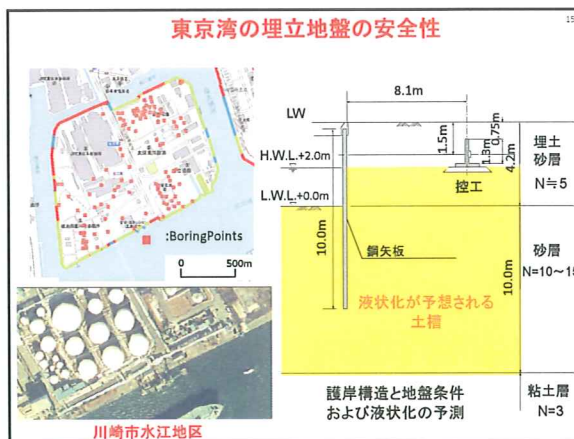 東京湾の埋立地盤の安全性
15
:BoringPoints
0 500m
川崎市水江地区
8.1m
LW
1.5m
0.75m
1.3m
4.2m
埋土
砂層
N≒5
H.W.L.+2.0m
控工
L.W.L.+0.0m
10.0m
鋼矢板
砂層
N=10～15
10.0m
液状化が予想される
土層
護岸構造と地盤条件
および液状化の予測
粘土層
N=3